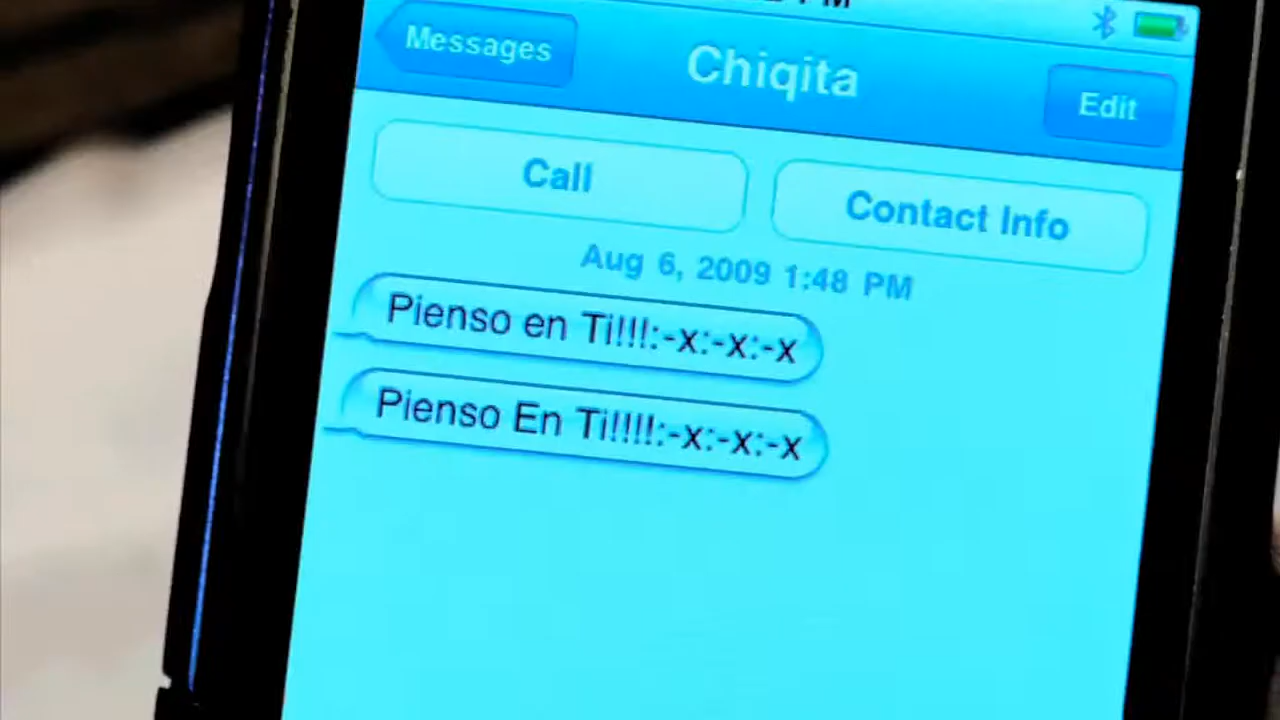 Messages
Chiqita
Edit
Call
Contact Info
Aug 6, 2009 1:48 PM
Pienso en Ti!!!:-x:-x:-x
Pienso En Ti!!!!:-x:-x:-x